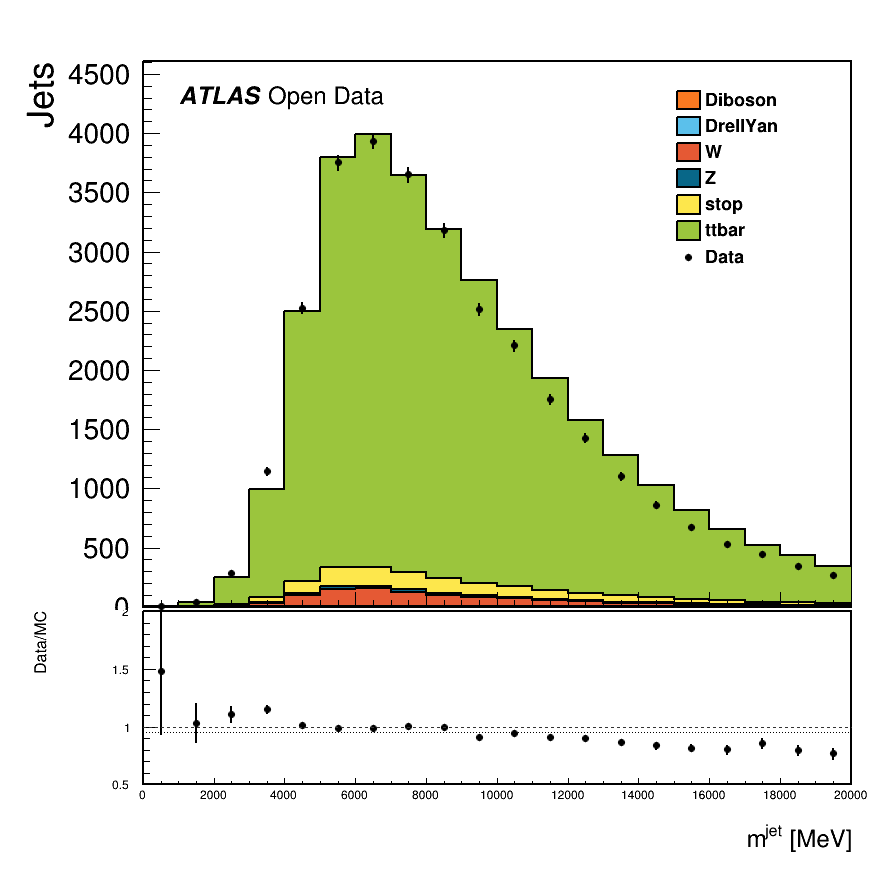 Jets
4500
4000
3500
3000
2500
2000
1500
1000
500
0
ATLAS Open Data
Diboson
DrellYan
W
Z
stop
ttbar
Data
Data/MC
2
1.5
1
0.5
0 2000 4000 6000 8000 10000 12000 14000 16000 18000 20000
m^jet [MeV]